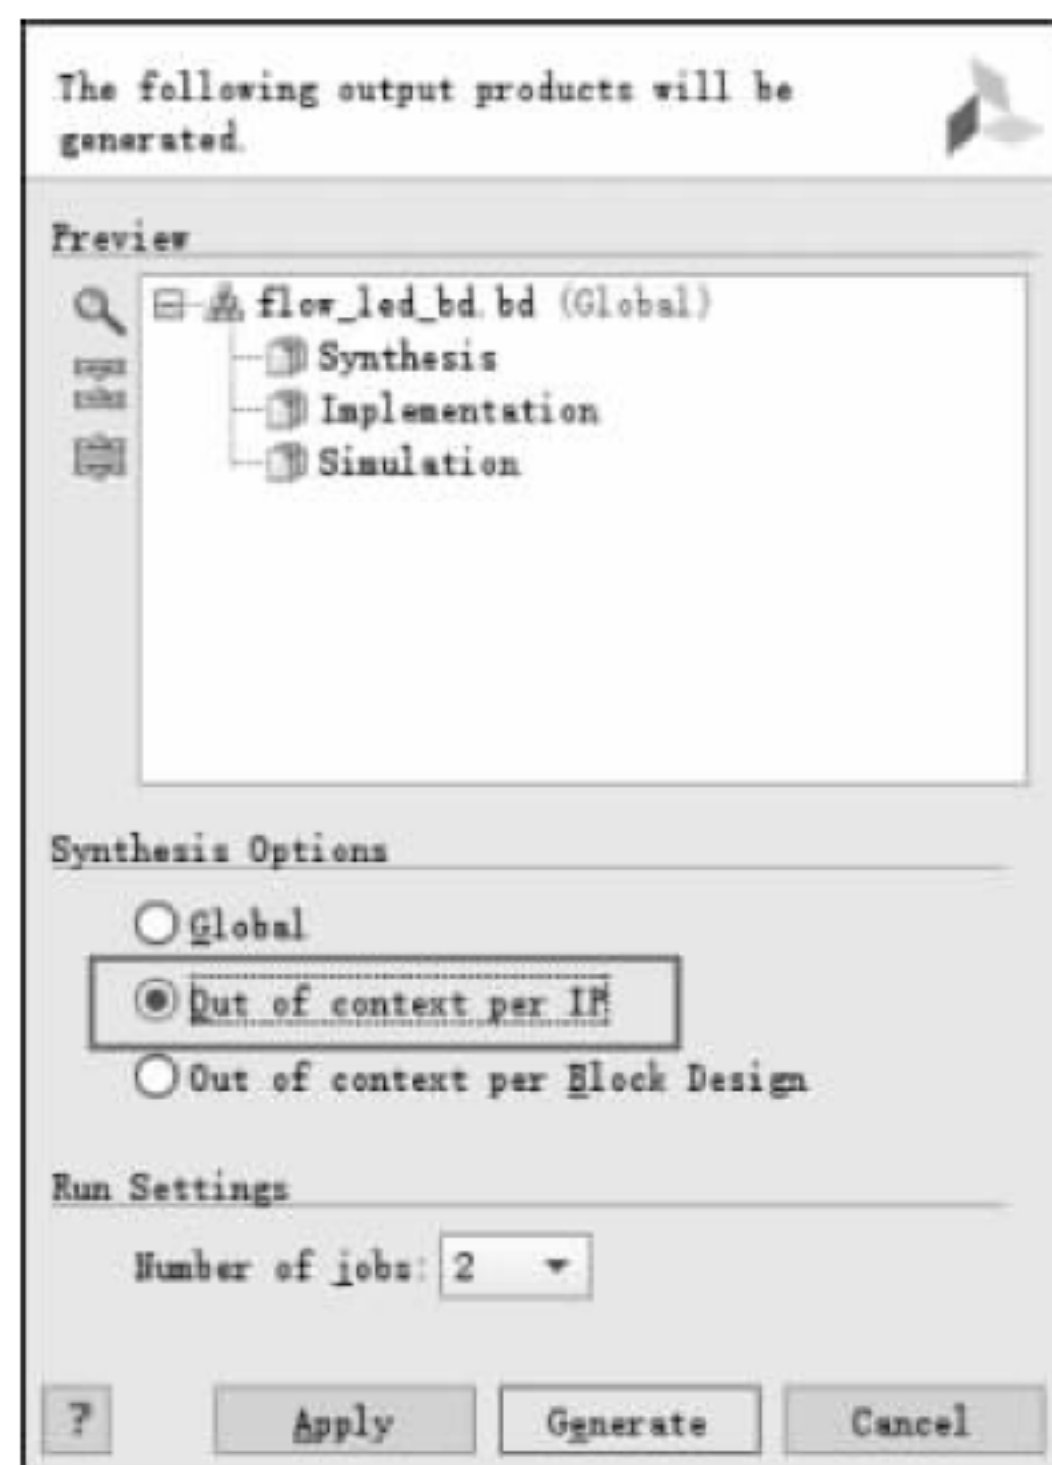 The following output products will be
generated.
Preview
flow_led_bd.bd (Global)
Synthesis
Implementation
Simulation
Synthesis Options
Global
Out of context per IP
Out of context per Block Design
Run Settings
Number of jobs: 2
? Apply Generate Cancel